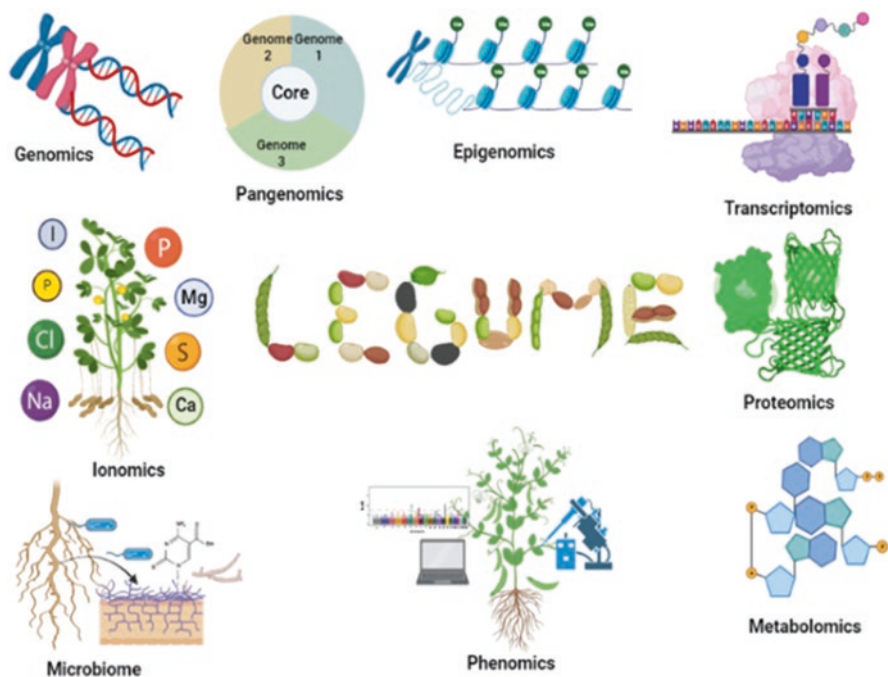 Genome
2
Genome
1
Core
Genome
3
Genomics
Pangenomics
Epigenomics
Transcriptomics
I
P
P
Mg
Cl
S
Na
Ca
Ionomics
LEGUME
Proteomics
Microbiome
Phenomics
Metabolomics